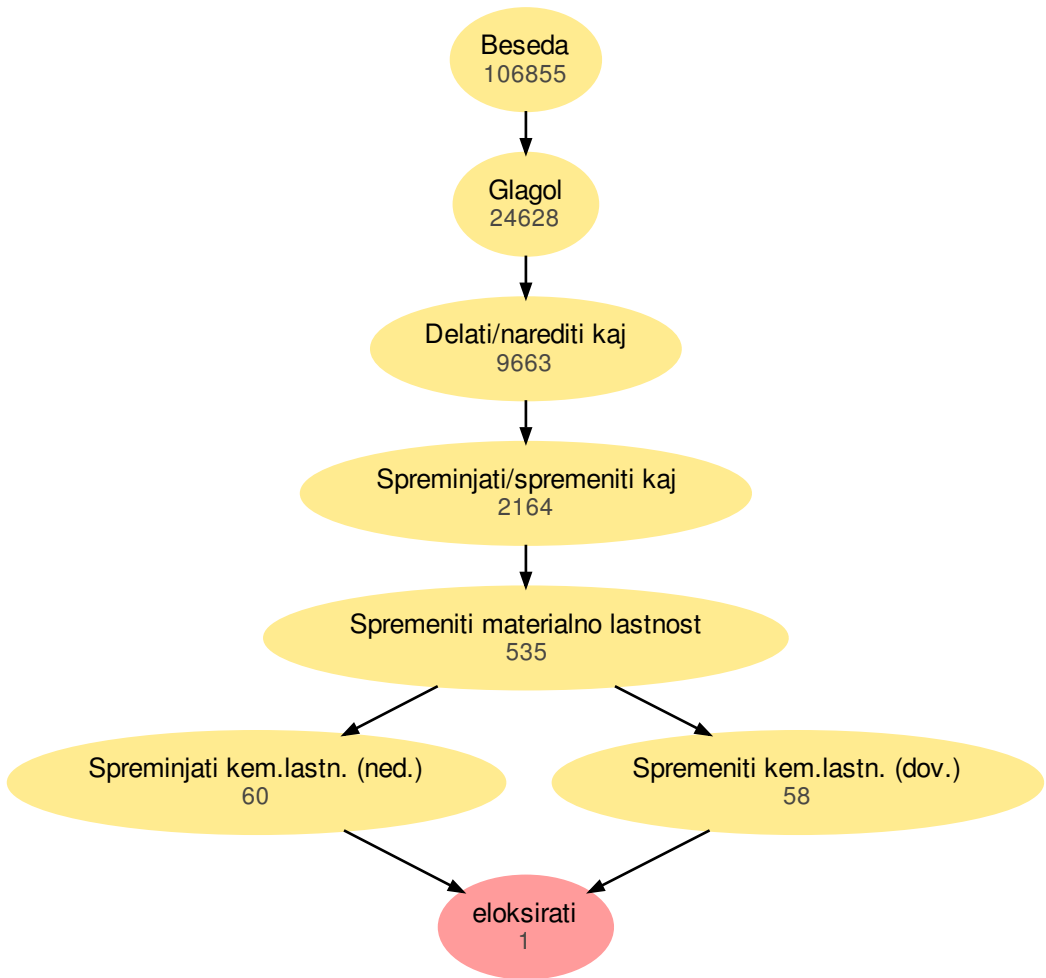 Beseda
106855
Glagol
24628
Delati/narediti kaj
9663
Spreminjati/spremeniti kaj
2164
Spremeniti materialno lastnost
535
Spreminjati kem.lastn. (ned.)
60
Spremeniti kem.lastn. (dov.)
58
eloksirati
1